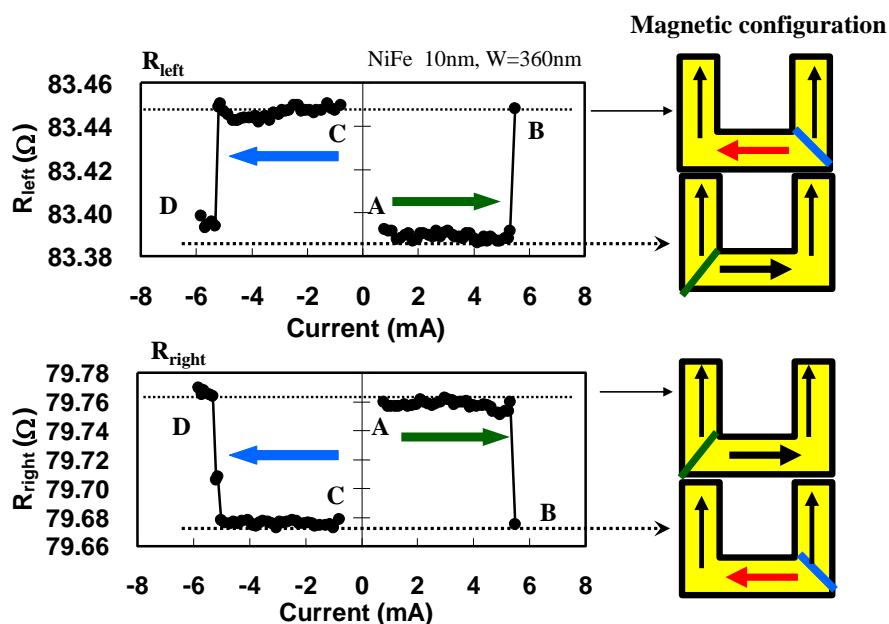 Magnetic configuration
R_left
NiFe 10nm, W=360nm
R_left (Ω)
83.46
83.44
83.42
83.40
83.38
C
B
D
A
-8 -6 -4 -2 0 2 4 6 8
Current (mA)
R_right
R_right (Ω)
79.78
79.76
79.74
79.72
79.70
79.68
79.66
D
A
C
B
-8 -6 -4 -2 0 2 4 6 8
Current (mA)